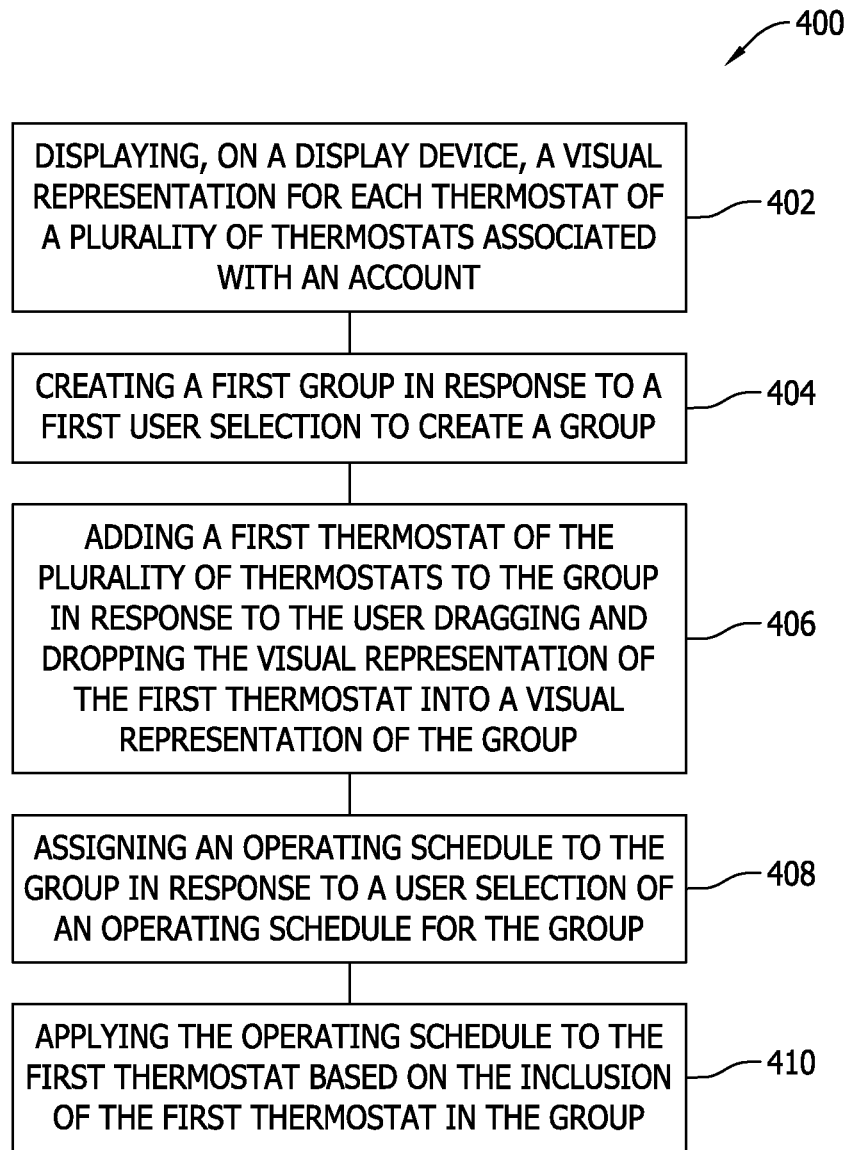 400
DISPLAYING, ON A DISPLAY DEVICE, A VISUAL
REPRESENTATION FOR EACH THERMOSTAT OF
A PLURALITY OF THERMOSTATS ASSOCIATED
WITH AN ACCOUNT
402
CREATING A FIRST GROUP IN RESPONSE TO A
FIRST USER SELECTION TO CREATE A GROUP
404
ADDING A FIRST THERMOSTAT OF THE
PLURALITY OF THERMOSTATS TO THE GROUP
IN RESPONSE TO THE USER DRAGGING AND
DROPPING THE VISUAL REPRESENTATION OF
THE FIRST THERMOSTAT INTO A VISUAL
REPRESENTATION OF THE GROUP
406
ASSIGNING AN OPERATING SCHEDULE TO THE
GROUP IN RESPONSE TO A USER SELECTION OF
AN OPERATING SCHEDULE FOR THE GROUP
408
APPLYING THE OPERATING SCHEDULE TO THE
FIRST THERMOSTAT BASED ON THE INCLUSION
OF THE FIRST THERMOSTAT IN THE GROUP
410